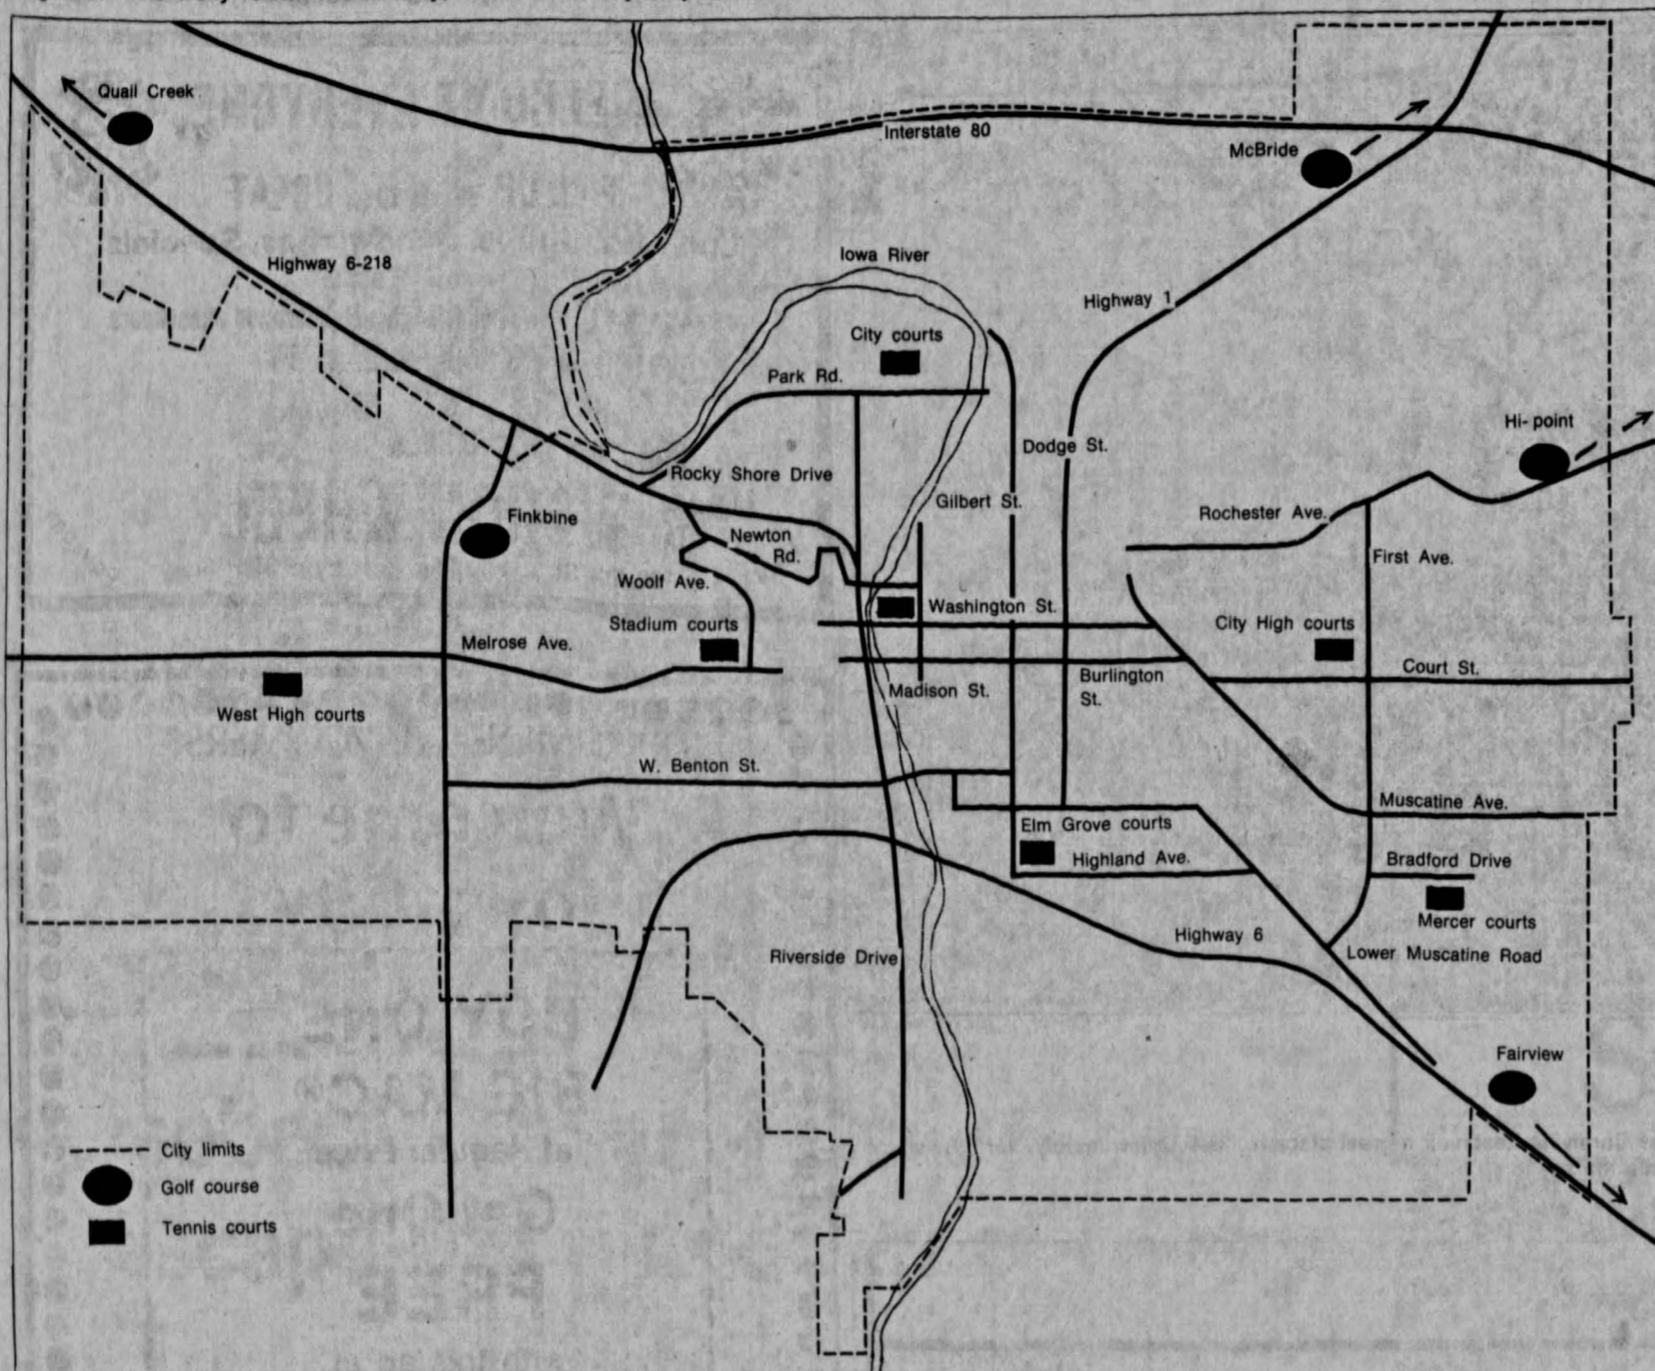 Quail Creek
Interstate 80
McBride
Highway 6-218
Iowa River
Highway 1
City courts
Park Rd.
Hi-point
Dodge St.
Rocky Shore Drive
Gilbert St.
Rochester Ave.
Finkbine
Newton
Rd.
First Ave.
Woolf Ave.
Washington St.
Stadium courts
City High courts
Melrose Ave.
Court St.
Burlington
St.
Madison St.
West High courts
W. Benton St.
Muscatine Ave.
Elm Grove courts
Highland Ave.
Bradford Drive
Mercer courts
Highway 6
Riverside Drive
Lower Muscatine Road
Fairview
City limits
Golf course
Tennis courts